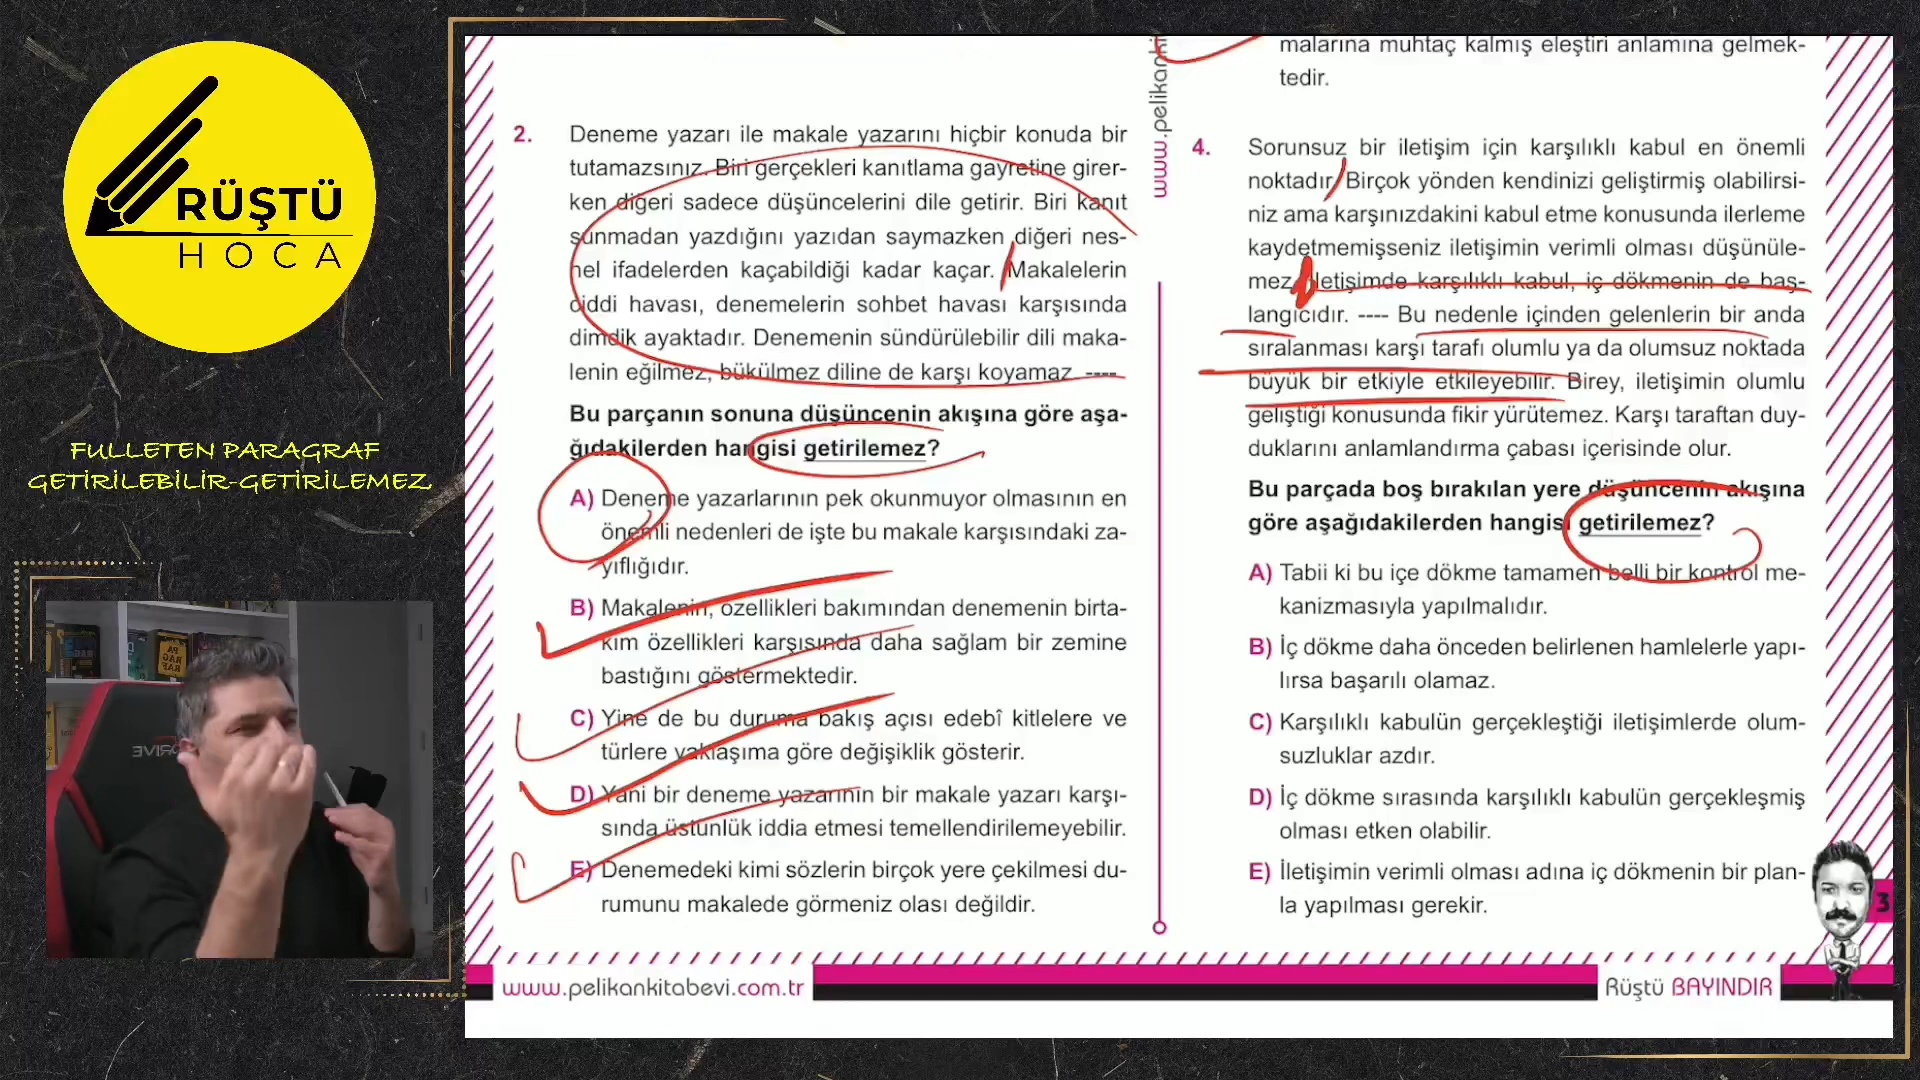 RÜŞTÜ
HOCA
FULLETEN PARAGRAF
GETİRİLEBİLİR-GETİRİLEMEZ.
2. Deneme yazarı ile makale yazarını hiçbir konuda bir
tutamazsınız. Biri gerçekleri kanıtlama gayretine girer-
ken diğeri sadece düşüncelerini dile getirir. Biri kanıt
sunmadan yazdığını yazıdan saymazken diğeri nes-
nel ifadelerden kaçabildiği kadar kaçar. Makalelerin
ciddi havası, denemelerin sohbet havası karşısında
dimdik ayaktadır. Denemenin sündürülebilir dili maka-
lenin eğilmez, bükülmez diline de karşı koyamaz. ----
Bu parçanın sonuna düşüncenin akışına göre aşa-
ğıdakilerden hangisi getirilemez?
A) Deneme yazarlarının pek okunmuyor olmasının en
önemli nedenleri de işte bu makale karşısındaki za-
yıflığıdır.
B) Makalenin, özellikleri bakımından denemenin birta-
kım özellikleri karşısında daha sağlam bir zemine
bastığını göstermektedir.
C) Yine de bu duruma bakış açısı edebî kitlelere ve
türlere yaklaşıma göre değişiklik gösterir.
D) Yani bir deneme yazarının bir makale yazarı karşı-
sında üstünlük iddia etmesi temellendirilemeyebilir.
E) Denemedeki kimi sözlerin birçok yere çekilmesi du-
rumunu makalede görmeniz olası değildir.
www.pelikanki
malarına muhtaç kalmış eleştiri anlamına gelmek-
tedir.
4. Sorunsuz bir iletişim için karşılıklı kabul en önemli
noktadır. Birçok yönden kendinizi geliştirmiş olabilirsi-
niz ama karşınızdakini kabul etme konusunda ilerleme
kaydetmemişseniz iletişimin verimli olması düşünüle-
mez. İletişimde karşılıklı kabul, iç dökmenin de baş-
langıcıdır. ---- Bu nedenle içinden gelenlerin bir anda
sıralanması karşı tarafı olumlu ya da olumsuz noktada
büyük bir etkiyle etkileyebilir. Birey, iletişimin olumlu
geliştiği konusunda fikir yürütemez. Karşı taraftan duy-
duklarını anlamlandırma çabası içerisinde olur.
Bu parçada boş bırakılan yere düşüncenin akışına
göre aşağıdakilerden hangisi getirilemez?
A) Tabii ki bu içe dökme tamamen belli bir kontrol me-
kanizmasıyla yapılmalıdır.
B) İç dökme daha önceden belirlenen hamlelerle yapı-
lırsa başarılı olamaz.
C) Karşılıklı kabulün gerçekleştiği iletişimlerde olum-
suzluklar azdır.
D) İç dökme sırasında karşılıklı kabulün gerçekleşmiş
olması etken olabilir.
E) İletişimin verimli olması adına iç dökmenin bir plan-
la yapılması gerekir.
3
www.pelikankitabevi.com.tr
Rüştü BAYINDIR